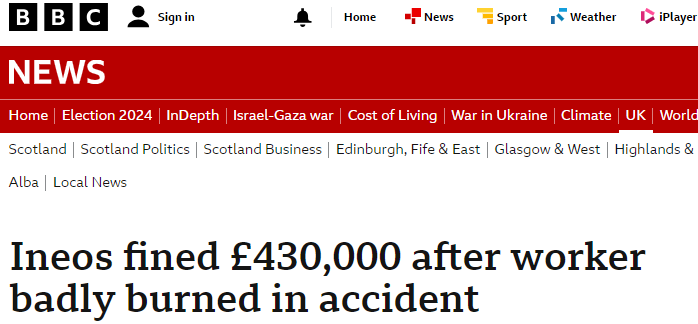 BBC Sign in Home News Sport Weather iPlayer
NEWS
Home Election 2024 InDepth Israel-Gaza war Cost of Living War in Ukraine Climate UK World
Scotland Scotland Politics Scotland Business Edinburgh, Fife & East Glasgow & West Highlands &
Alba Local News
Ineos fined £430,000 after worker
badly burned in accident